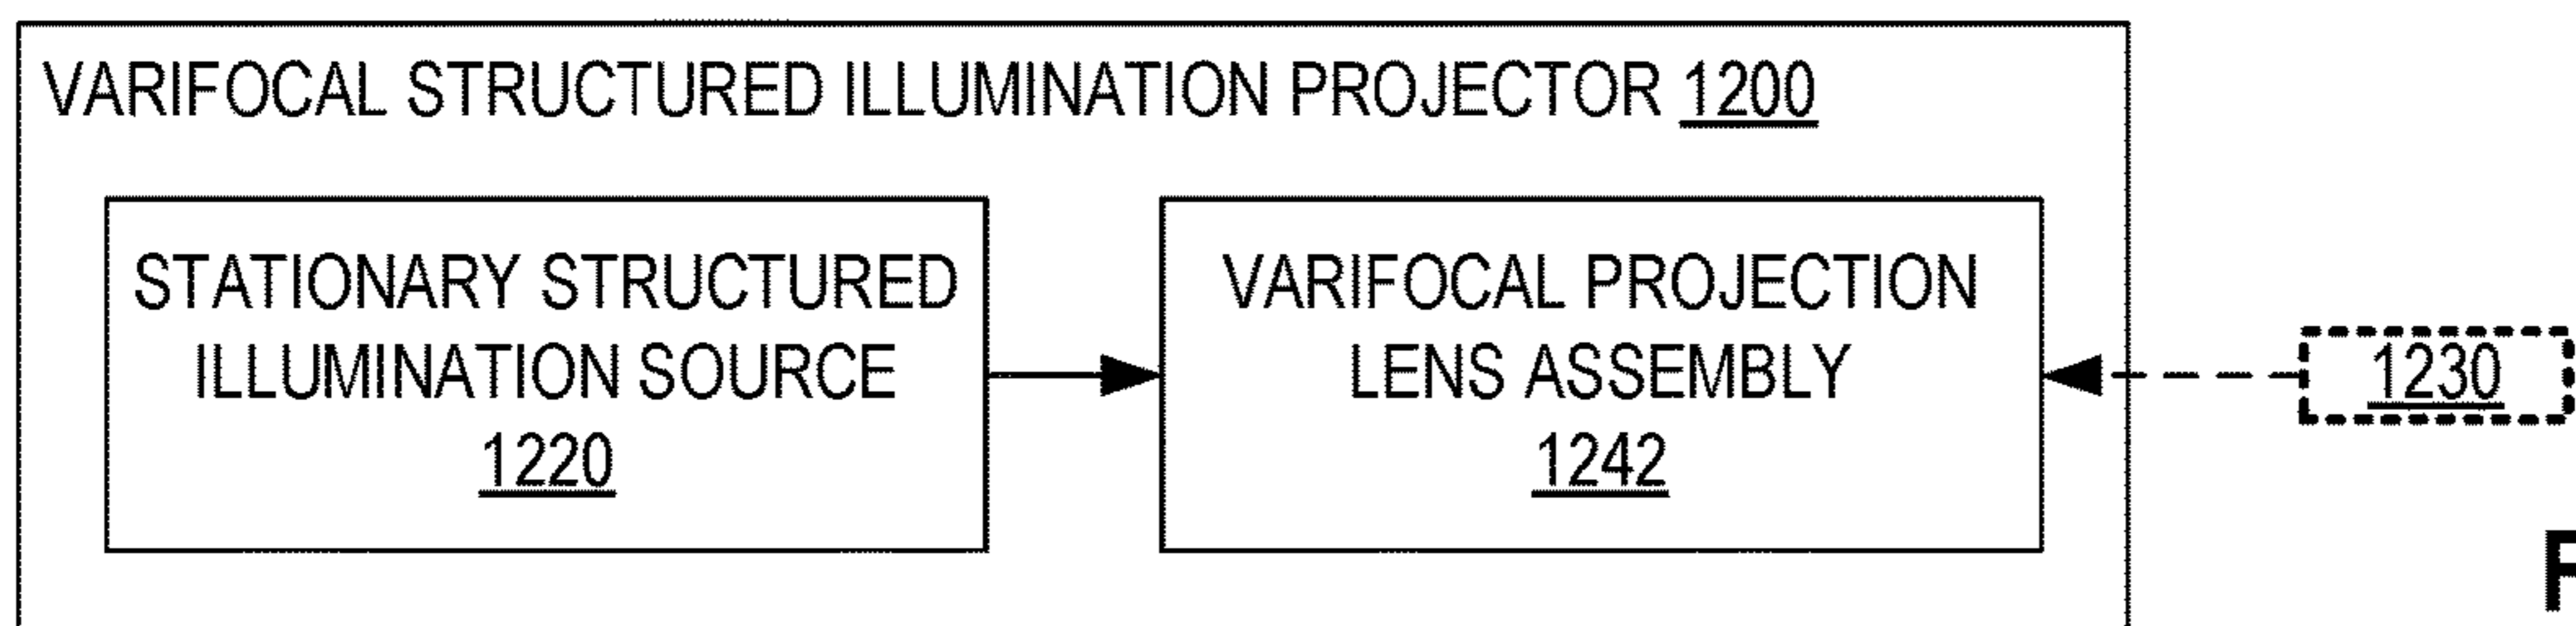 VARIFOCAL STRUCTURED ILLUMINATION PROJECTOR 1200
STATIONARY STRUCTURED
ILLUMINATION SOURCE
1220
VARIFOCAL PROJECTION
LENS ASSEMBLY
1242
1230